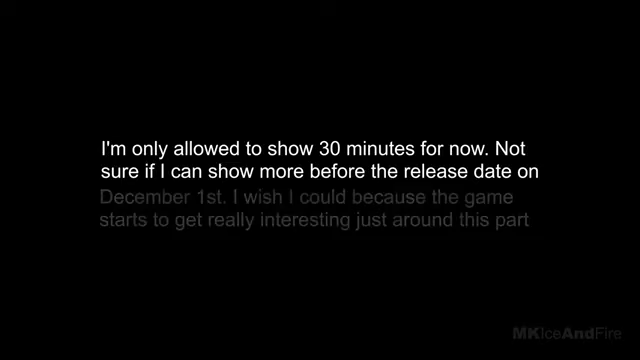 I'm only allowed to show 30 minutes for now. Not
sure if I can show more before the release date on
December 1st. I wish I could because the game
starts to get really interesting just around this part
MKIceAndFire